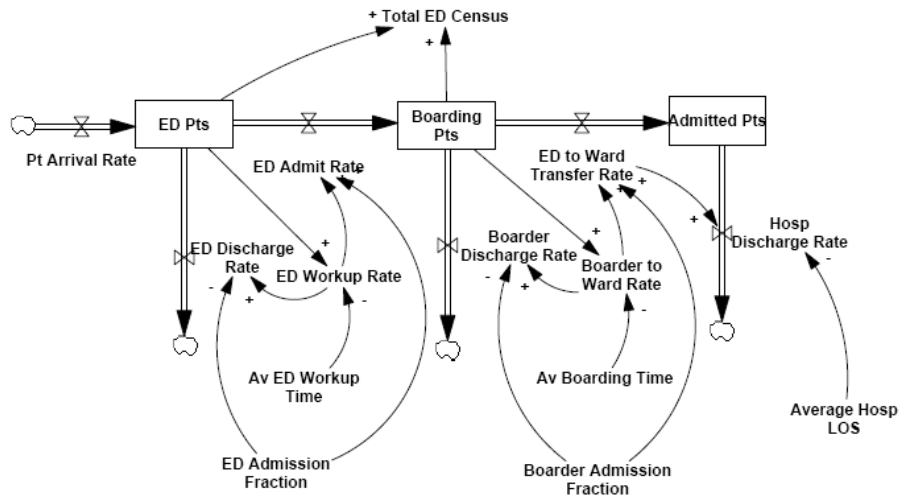 + Total ED Census
+
ED Pts
Boarding
Pts
Admitted Pts
Pt Arrival Rate
ED Admit Rate
+
+
ED to Ward
Transfer Rate
+
+
+
Hosp
Discharge Rate
-
+
ED Discharge
Rate
-
+
ED Workup Rate
-
+
Boarder
Discharge Rate
-
+
Boarder to
Ward Rate
-
Av ED Workup
Time
Av Boarding Time
Average Hosp
LOS
ED Admission
Fraction
Boarder Admission
Fraction